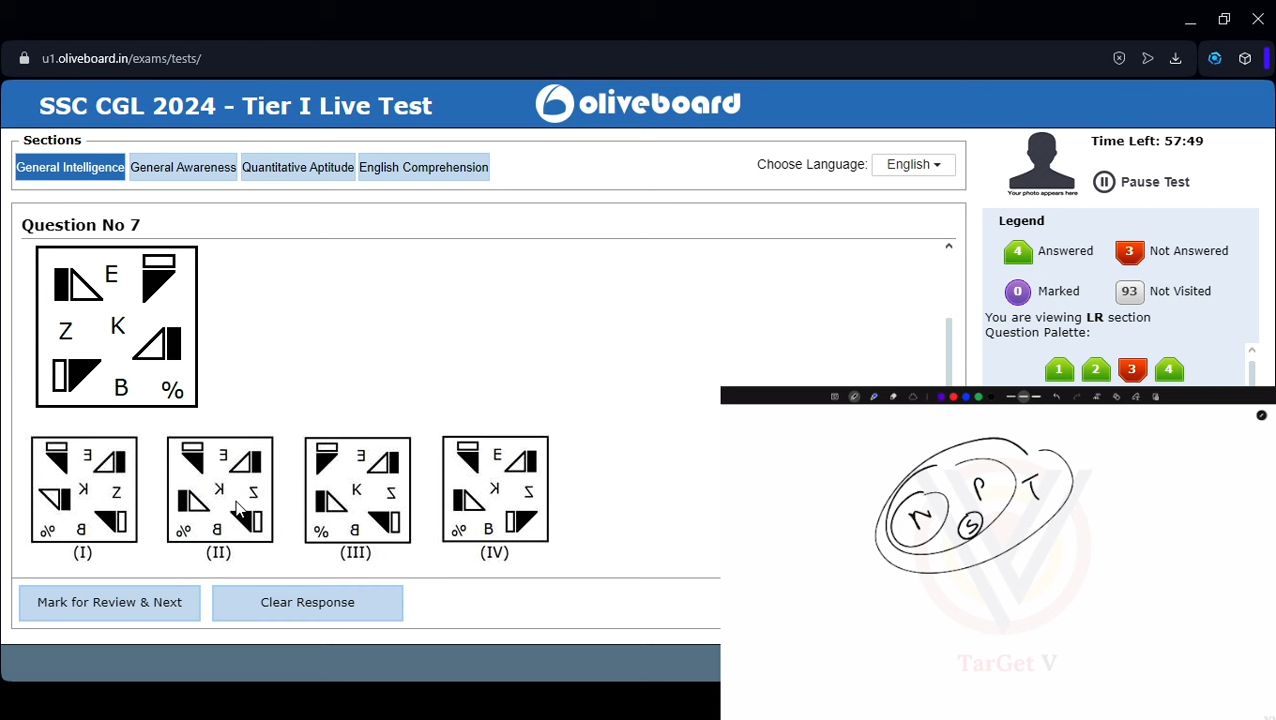 u1.oliveboard.in/exams/tests/
SSC CGL 2024 - Tier I Live Test
oliveboard
Sections
General Intelligence
General Awareness
Quantitative Aptitude
English Comprehension
Choose Language:
English
Time Left: 57:49
Your photo appears here
Pause Test
Question No 7
Legend
4 Answered
3 Not Answered
0 Marked
93 Not Visited
You are viewing LR section
Question Palette:
1 2 3 4
E
Z K
B %
E
K Z
% B
(I)
E
K Z
% B
(II)
E
K Z
% B
(III)
E
K Z
% B
(IV)
Mark for Review & Next
Clear Response
N P T
S
TarGet V